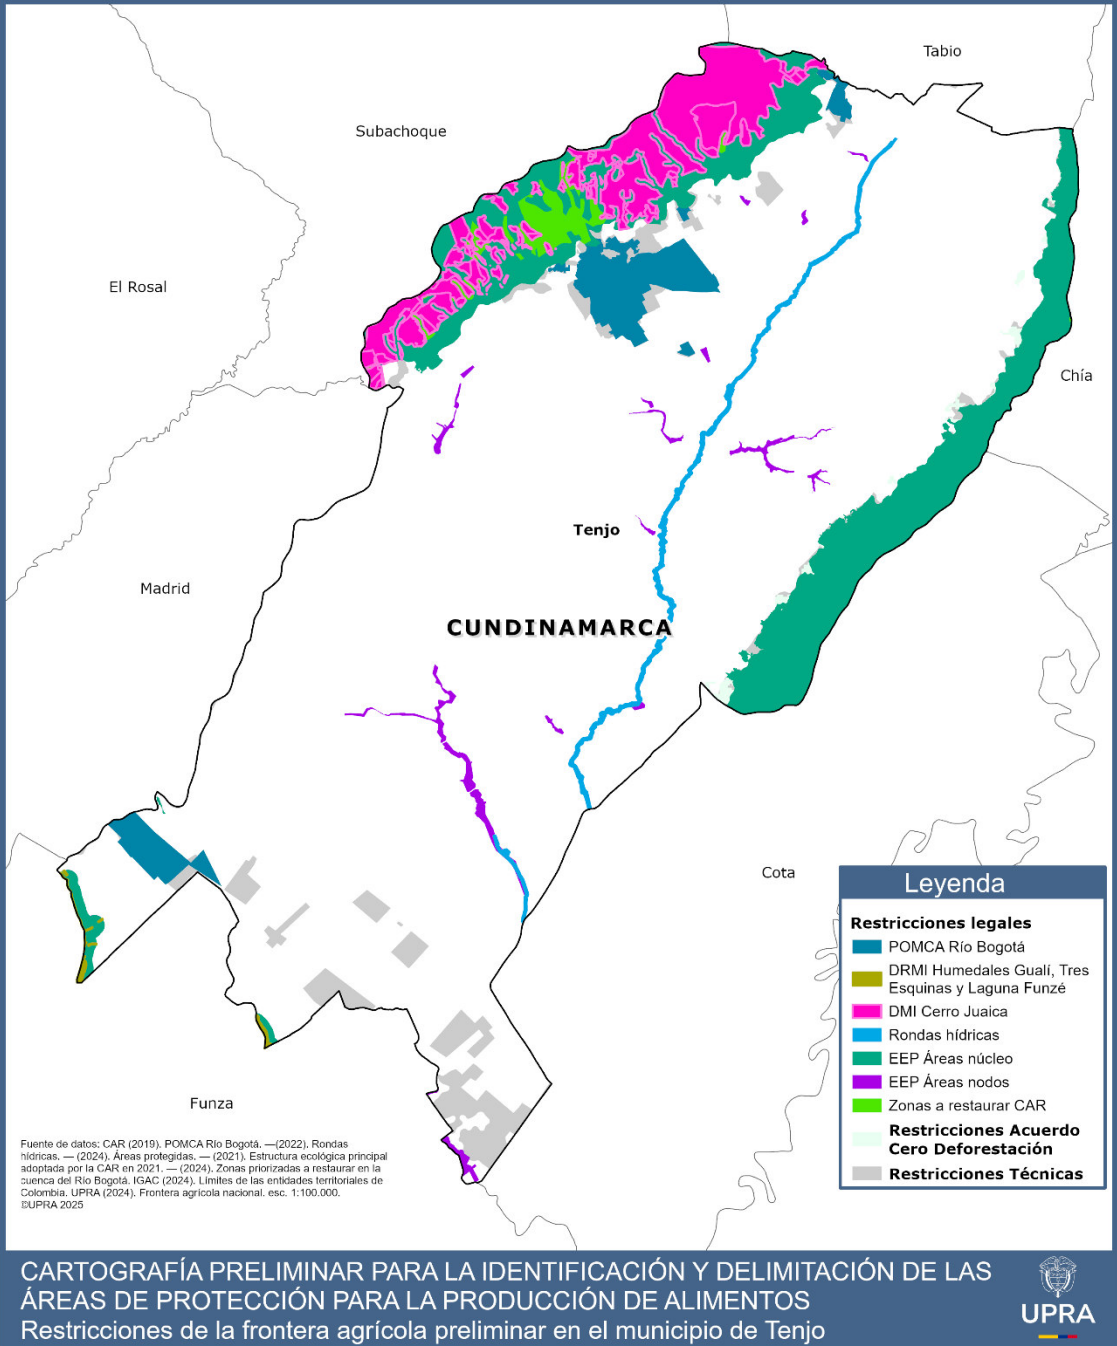 Tabio
Subachoque
El Rosal
Chía
Tenjo
Madrid
CUNDINAMARCA
Cota
Funza
Leyenda
Restricciones legales
POMCA Río Bogotá
DRMI Humedales Gualí, Tres
Esquinas y Laguna Funzé
DMI Cerro Juaica
Rondas hídricas
EEP Áreas núcleo
EEP Áreas nodos
Zonas a restaurar CAR
Restricciones Acuerdo
Cero Deforestación
Restricciones Técnicas
Fuente de datos: CAR (2019). POMCA Río Bogotá. —(2022). Rondas
hídricas. — (2024). Áreas protegidas. — (2021). Estructura ecológica principal
adoptada por la CAR en 2021. — (2024). Zonas priorizadas a restaurar en la
cuenca del Río Bogotá. IGAC (2024). Límites de las entidades territoriales de
Colombia. UPRA (2024). Frontera agrícola nacional. esc. 1:100.000.
©UPRA 2025
CARTOGRAFÍA PRELIMINAR PARA LA IDENTIFICACIÓN Y DELIMITACIÓN DE LAS
ÁREAS DE PROTECCIÓN PARA LA PRODUCCIÓN DE ALIMENTOS
Restricciones de la frontera agrícola preliminar en el municipio de Tenjo
UPRA